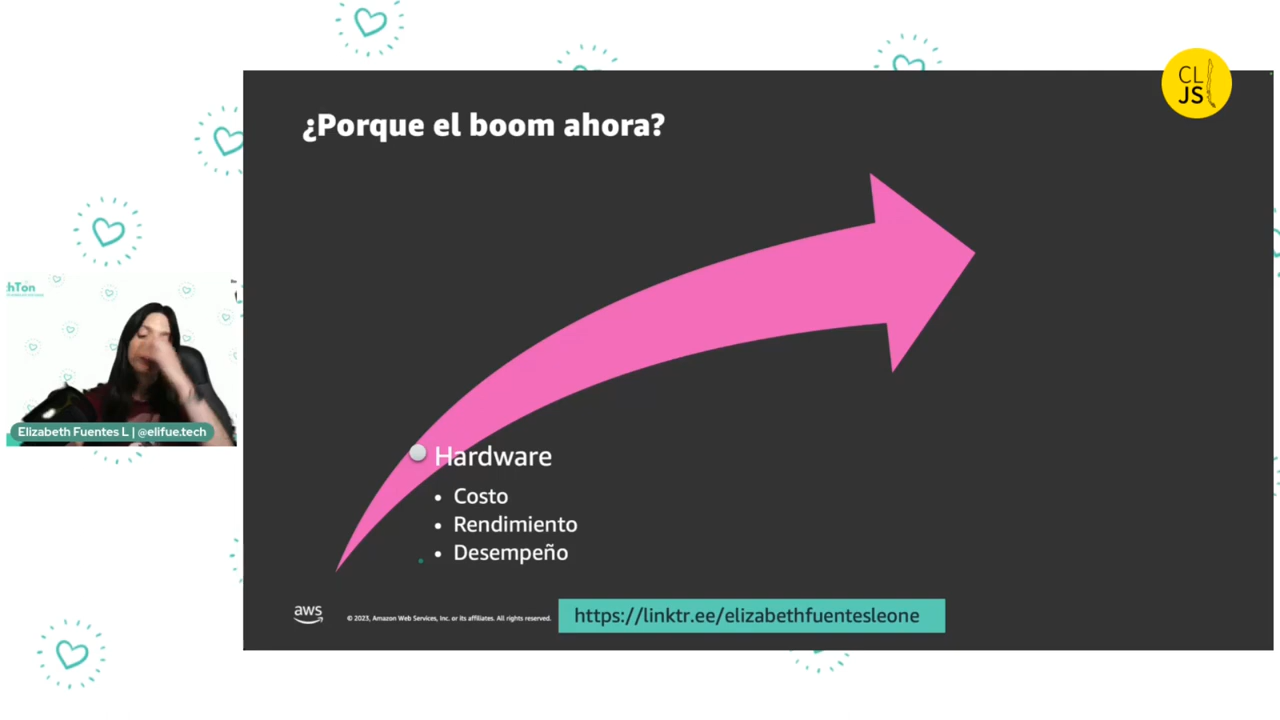 CL
JS
¿Porque el boom ahora?
hTon
Elizabeth Fuentes L | @elifue.tech
Hardware
• Costo
• Rendimiento
• Desempeño
aws
© 2023, Amazon Web Services, Inc. or its affiliates. All rights reserved.
https://linktr.ee/elizabethfuentesleone